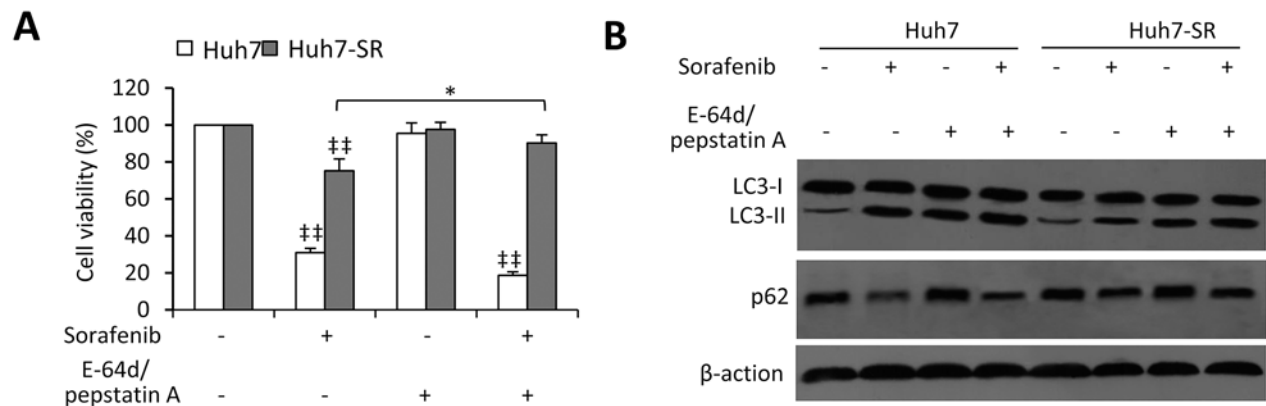 A
Huh7 Huh7-SR
120
100
80
60
40
20
0
Cell viability (%)
‡‡
‡‡
*
‡‡
Sorafenib - + - +
E-64d/
pepstatin A - - + +
B
Huh7 Huh7-SR
Sorafenib - + - + - + - +
E-64d/
pepstatin A - - + + - - + +
LC3-I
LC3-II
p62
β-action